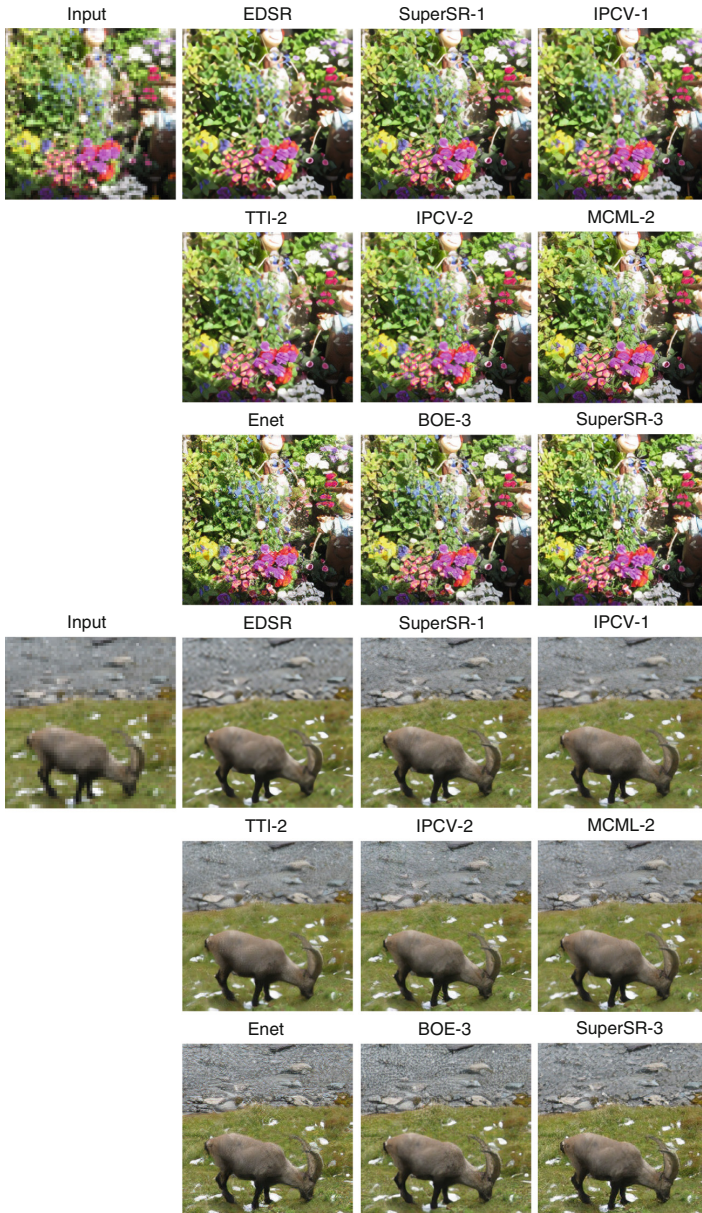 Input EDSR SuperSR-1 IPCV-1
TTI-2 IPCV-2 MCML-2
Enet BOE-3 SuperSR-3
Input EDSR SuperSR-1 IPCV-1
TTI-2 IPCV-2 MCML-2
Enet BOE-3 SuperSR-3